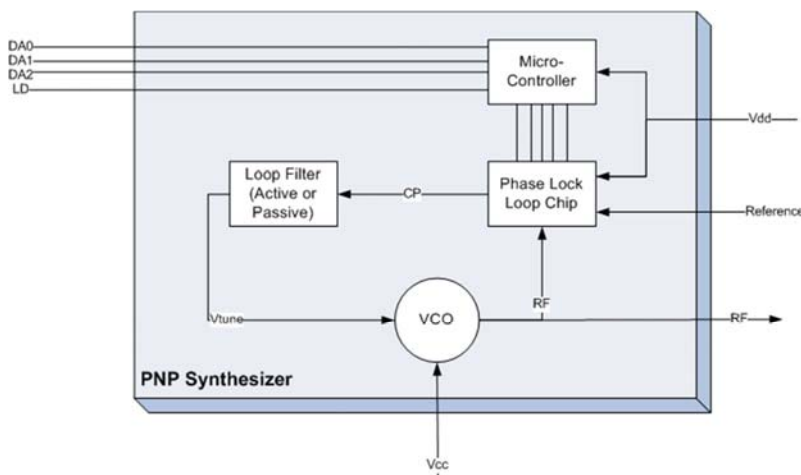 DA0
DA1
DA2
LD
Micro-
Controller
Vdd
Loop Filter
(Active or
Passive)
CP
Phase Lock
Loop Chip
Reference
RF
Vtune
VCO
RF
PNP Synthesizer
Vcc